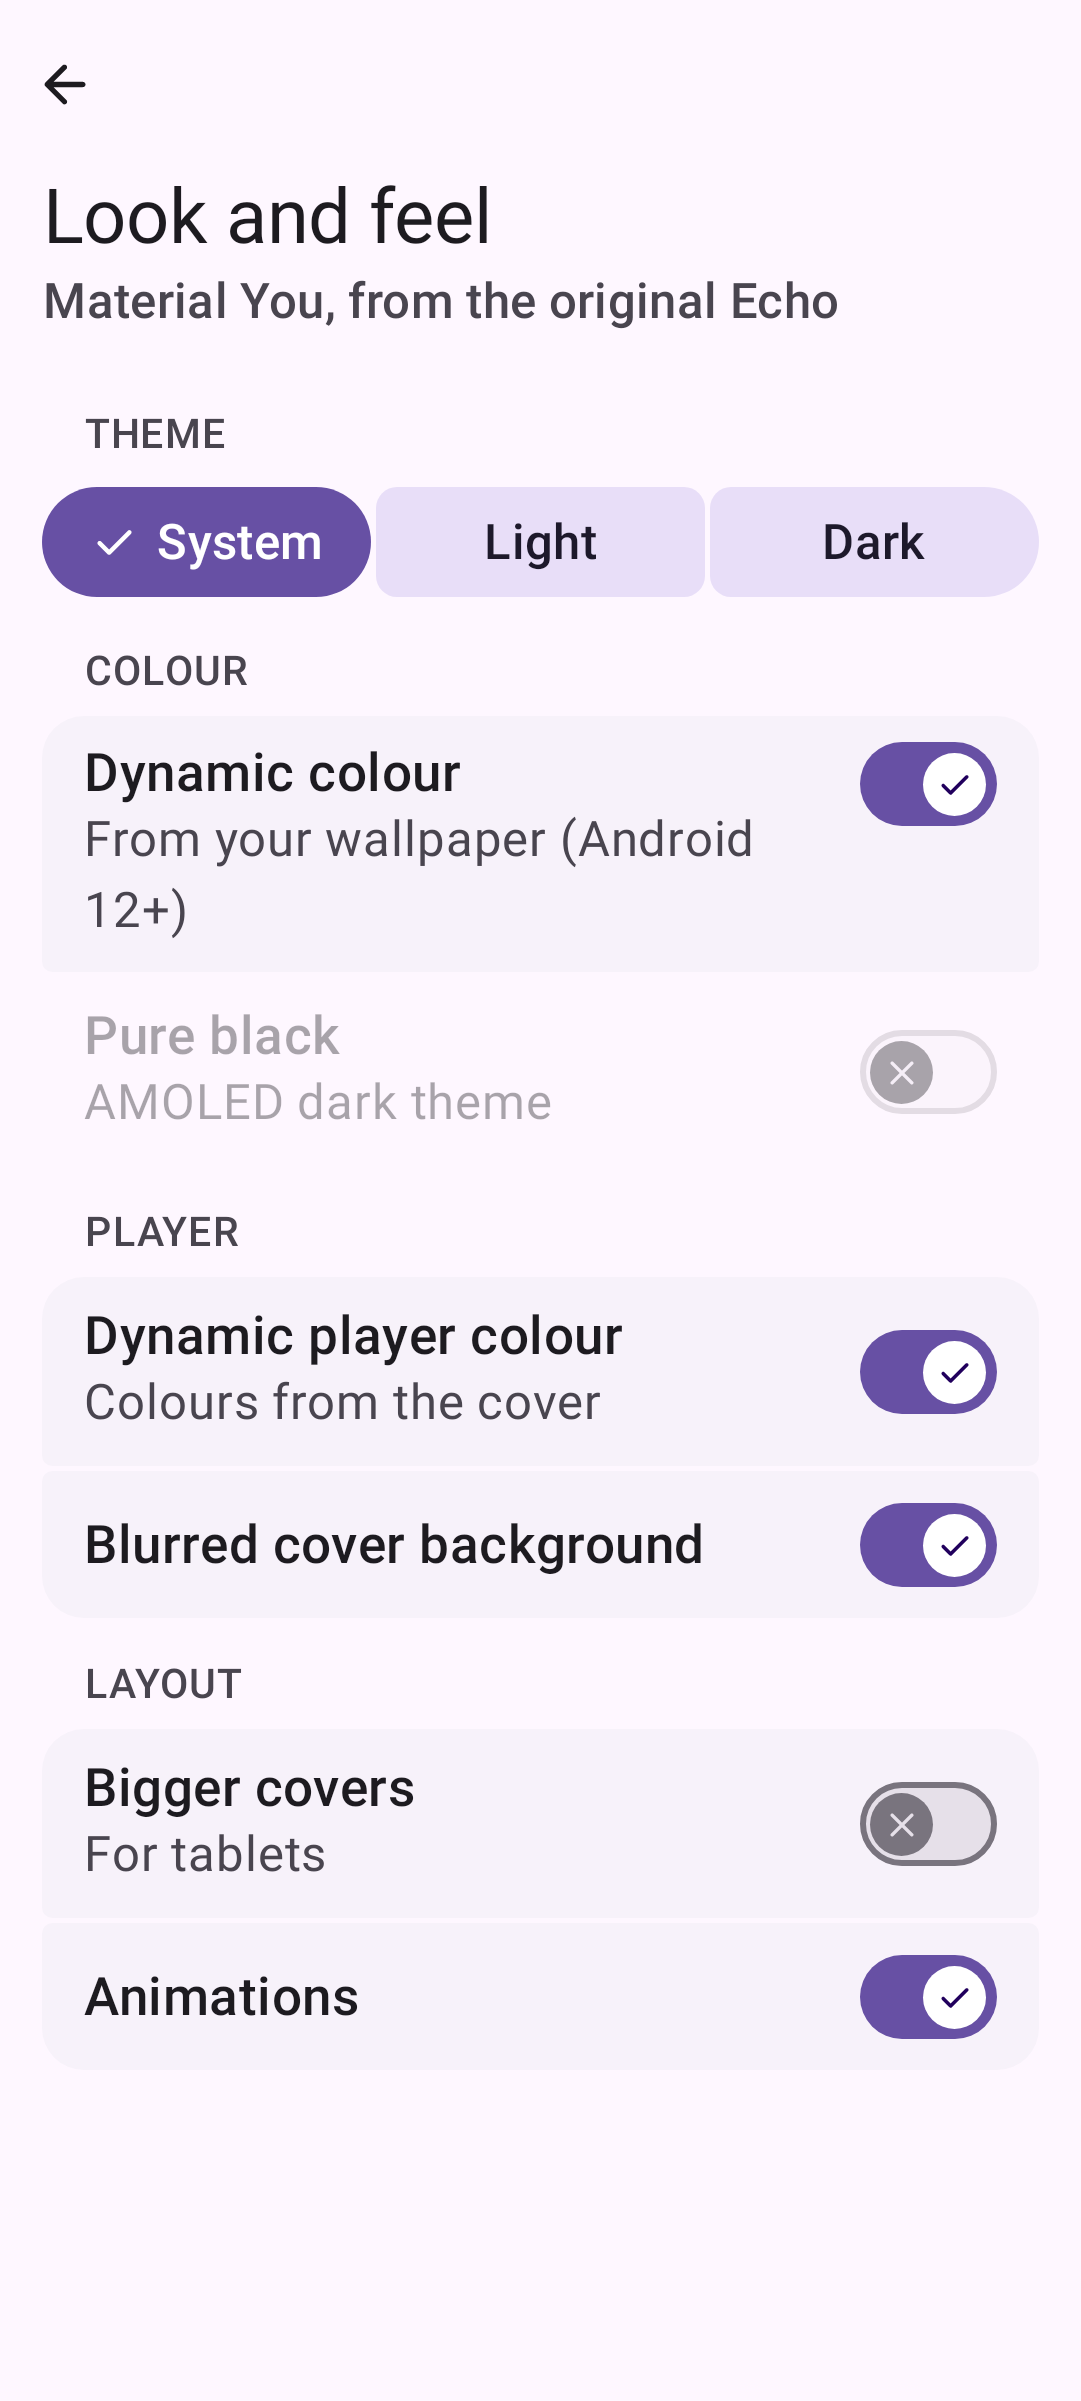 Look and feel
Material You, from the original Echo
THEME
System
Light
Dark
COLOUR
Dynamic colour
From your wallpaper (Android
12+)
Pure black
AMOLED dark theme
PLAYER
Dynamic player colour
Colours from the cover
Blurred cover background
LAYOUT
Bigger covers
For tablets
Animations